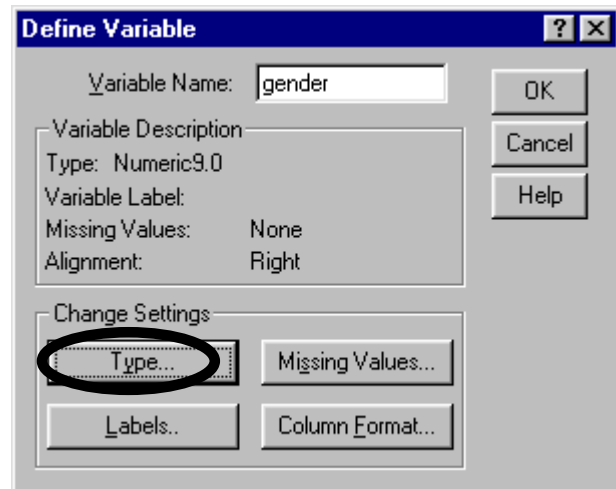 Define Variable
Variable Name: gender
OK
Variable Description
Cancel
Type: Numeric9.0
Variable Label:
Help
Missing Values: None
Alignment: Right
Change Settings
Type... Missing Values...
Labels.. Column Format...